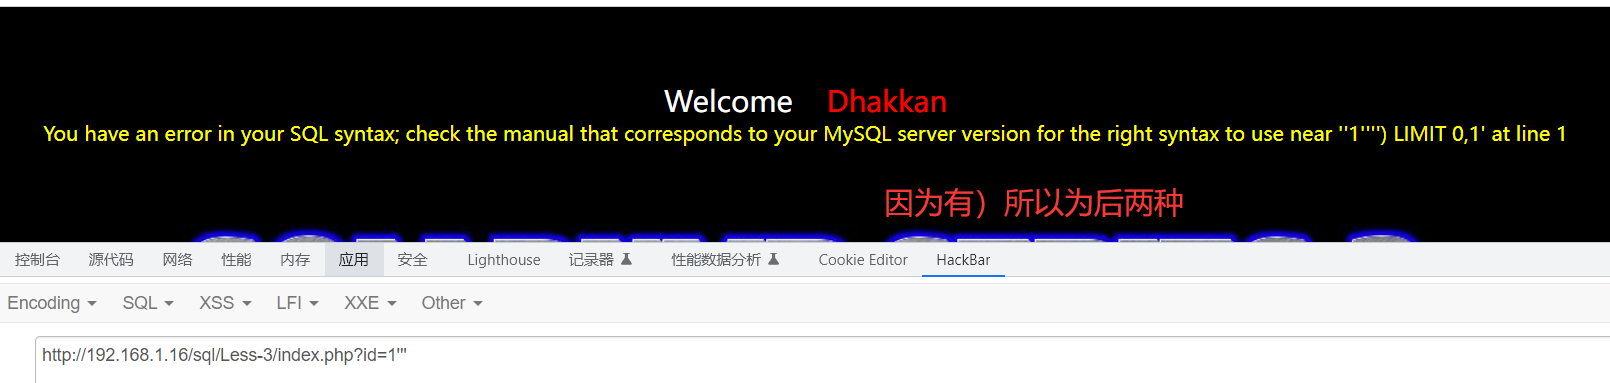 Welcome Dhakkan
You have an error in your SQL syntax; check the manual that corresponds to your MySQL server version for the right syntax to use near ''1'''') LIMIT 0,1' at line 1
因为有）所以为后两种
控制台 源代码 网络 性能 内存 应用 安全 Lighthouse 记录器 性能数据分析 Cookie Editor HackBar
Encoding SQL XSS LFI XXE Other
http://192.168.1.16/sql/Less-3/index.php?id=1'''